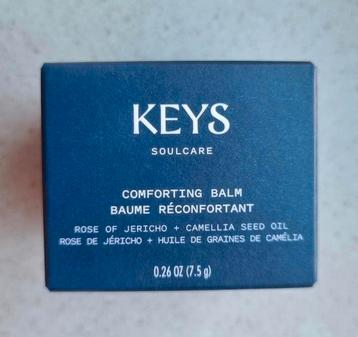 KEYS
SOULCARE
COMFORTING BALM
BAUME RÉCONFORTANT
ROSE OF JERICHO + CAMELLIA SEED OIL
ROSE DE JÉRICHO + HUILE DE GRAINES DE CAMÉLIA
0.26 OZ (7.5 g)